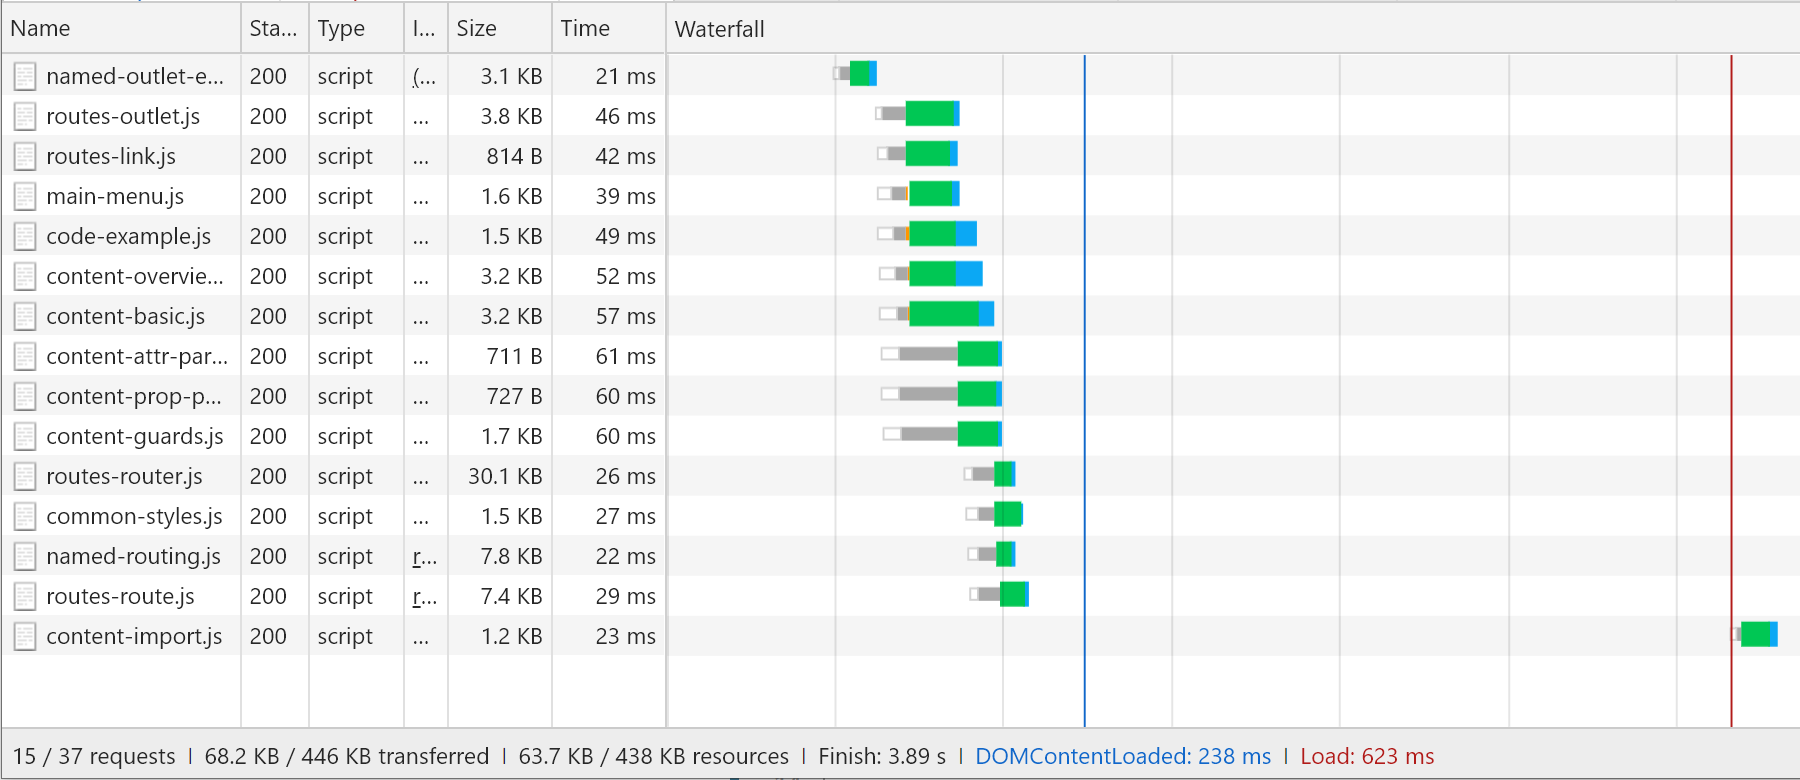 Name Sta... Type I... Size Time Waterfall
named-outlet-e... 200 script (... 3.1 KB 21 ms
routes-outlet.js 200 script ... 3.8 KB 46 ms
routes-link.js 200 script ... 814 B 42 ms
main-menu.js 200 script ... 1.6 KB 39 ms
code-example.js 200 script ... 1.5 KB 49 ms
content-overvie... 200 script ... 3.2 KB 52 ms
content-basic.js 200 script ... 3.2 KB 57 ms
content-attr-par... 200 script ... 711 B 61 ms
content-prop-p... 200 script ... 727 B 60 ms
content-guards.js 200 script ... 1.7 KB 60 ms
routes-router.js 200 script ... 30.1 KB 26 ms
common-styles.js 200 script ... 1.5 KB 27 ms
named-routing.js 200 script r... 7.8 KB 22 ms
routes-route.js 200 script r... 7.4 KB 29 ms
content-import.js 200 script ... 1.2 KB 23 ms
15 / 37 requests | 68.2 KB / 446 KB transferred | 63.7 KB / 438 KB resources | Finish: 3.89 s | DOMContentLoaded: 238 ms | Load: 623 ms